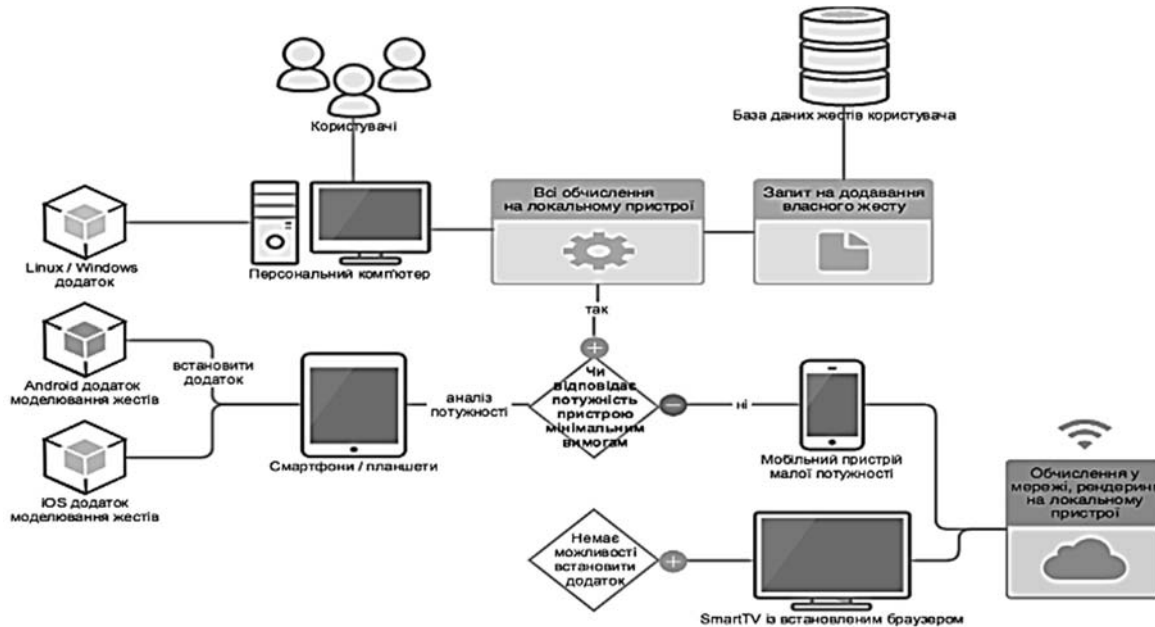 Користувачі
База даних жестів користувача
Всі обчислення
на локальному пристрої
Запит на додавання
власного жесту
Linux / Windows
додаток
Персональний комп'ютер
так
Android додаток
моделювання жестів
встановити
додаток
аналіз
потужності
Чи
відповідає
потужність
пристрою
мінімальним
вимогам
ні
Смартфони / планшети
Мобільний пристрій
малої потужності
iOS додаток
моделювання жестів
Обчислення у
мережі, рендеринг
на локальному
пристрої
Немає
можливості
встановити
додаток
SmartTV із встановленим браузером